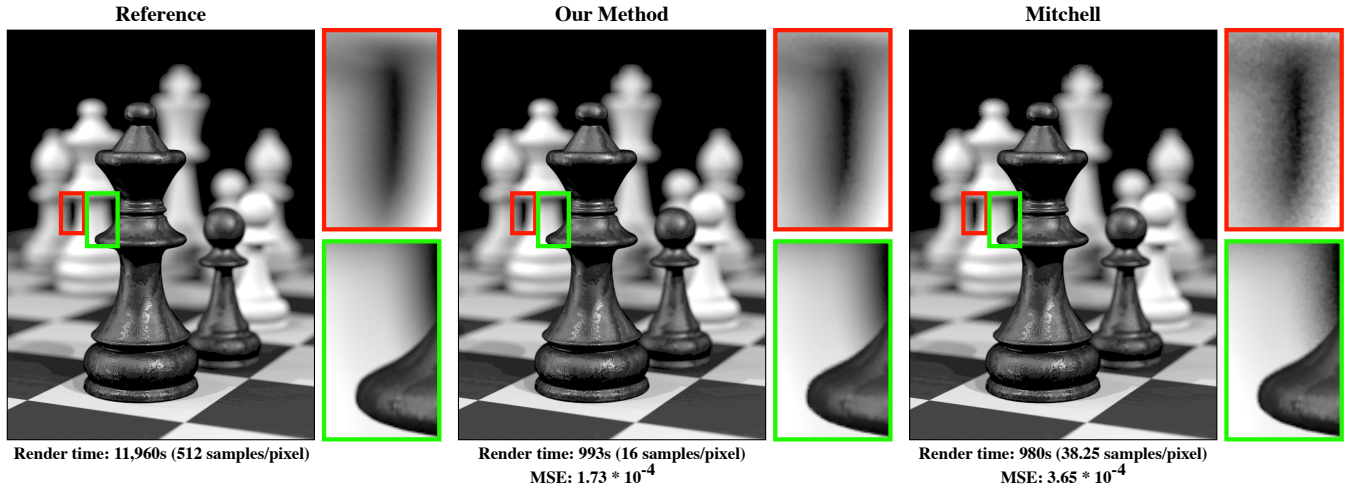 Reference
Our Method
Mitchell
Render time: 11,960s (512 samples/pixel)
Render time: 993s (16 samples/pixel)
MSE: 1.73 * 10^-4
Render time: 980s (38.25 samples/pixel)
MSE: 3.65 * 10^-4